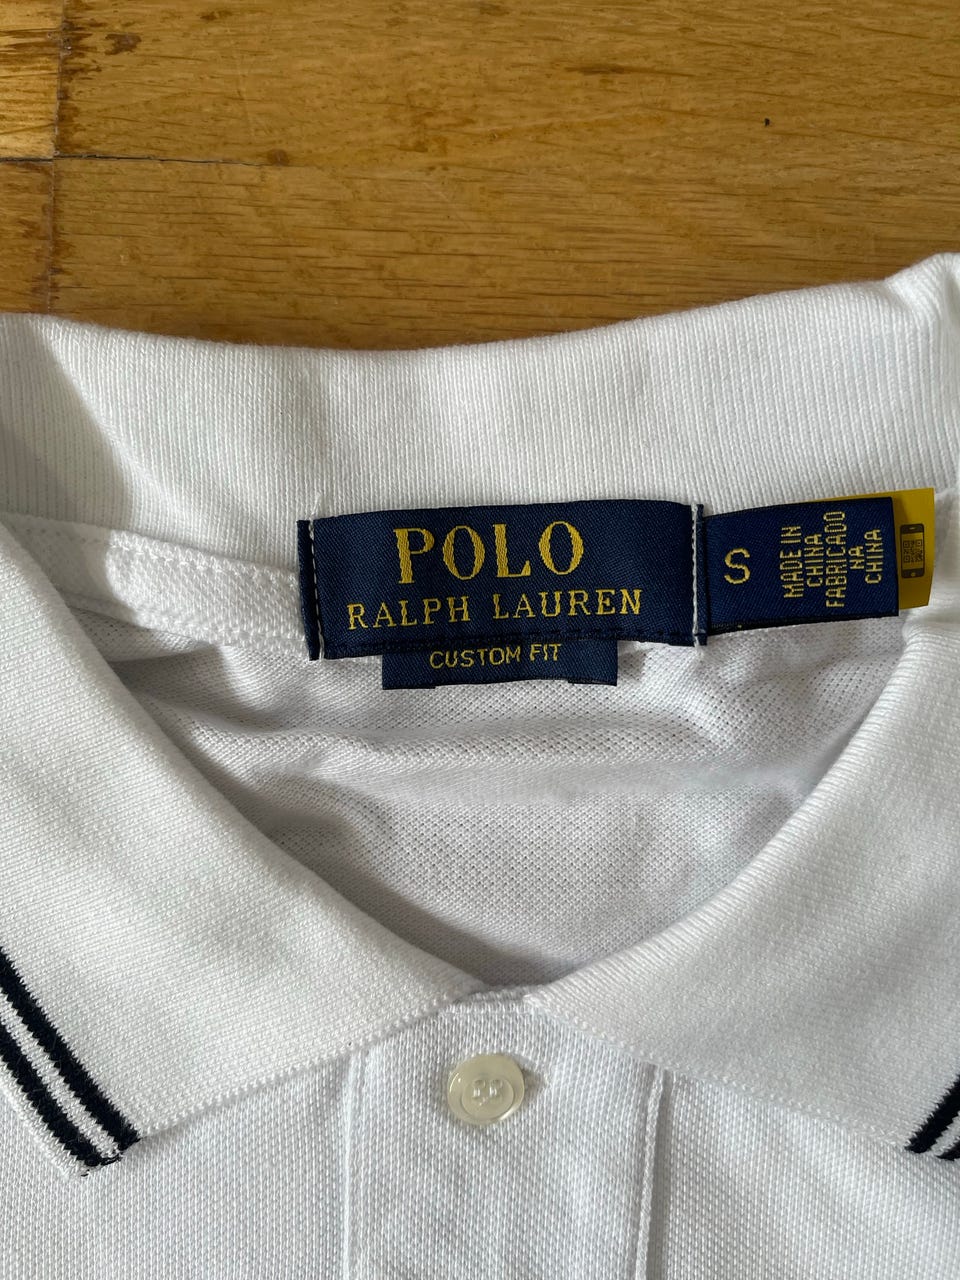 POLO
RALPH LAUREN
CUSTOM FIT
S
MADE IN
CHINA
FABRICADO
NA
CHINA